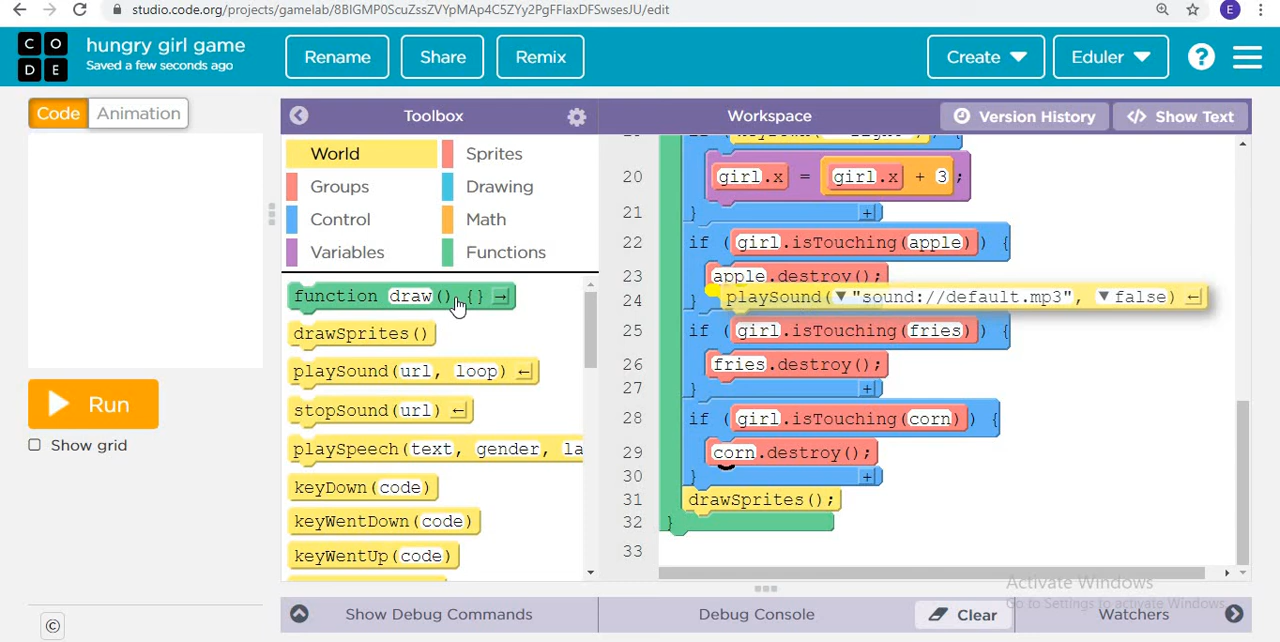 studio.code.org/projects/gamelab/8BIGMP0ScuZssZVYpMAp4C5ZYy2PgFFIaxDFSwsesJU/edit
E
C O
D E
hungry girl game
Saved a few seconds ago
Rename
Share
Remix
Create
Eduler
?
Code
Animation
Toolbox
Workspace
Version History
</> Show Text
World
Sprites
Groups
Drawing
Control
Math
Variables
Functions
function draw() {}
drawSprites()
playSound(url, loop)
stopSound(url)
playSpeech(text, gender, la
keyDown(code)
keyWentDown(code)
keyWentUp(code)
20 girl.x = girl.x + 3;
21 }
22 if (girl.isTouching(apple)) {
23 apple.destroy();
24 } playSound("sound://default.mp3", false)
25 if (girl.isTouching(fries)) {
26 fries.destroy();
27 }
28 if (girl.isTouching(corn)) {
29 corn.destroy();
30 }
31 drawSprites();
32 }
33
Run
Show grid
Activate Windows
Go to Settings to activate Windows.
©
Show Debug Commands
Debug Console
Clear
Watchers